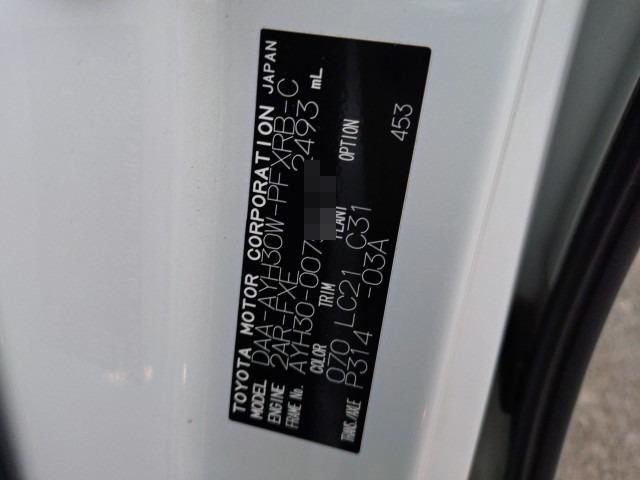 TOYOTA MOTOR CORPORATION JAPAN
MODEL DAA-AYH30W-PFXRB-C
ENGINE 2AR-FXE 2493 mL
FRAME No. AYH30-007
COLOR TRIM PLANT OPTION
070 LC21 C31
TRANS./AXLE P314 -03A 453